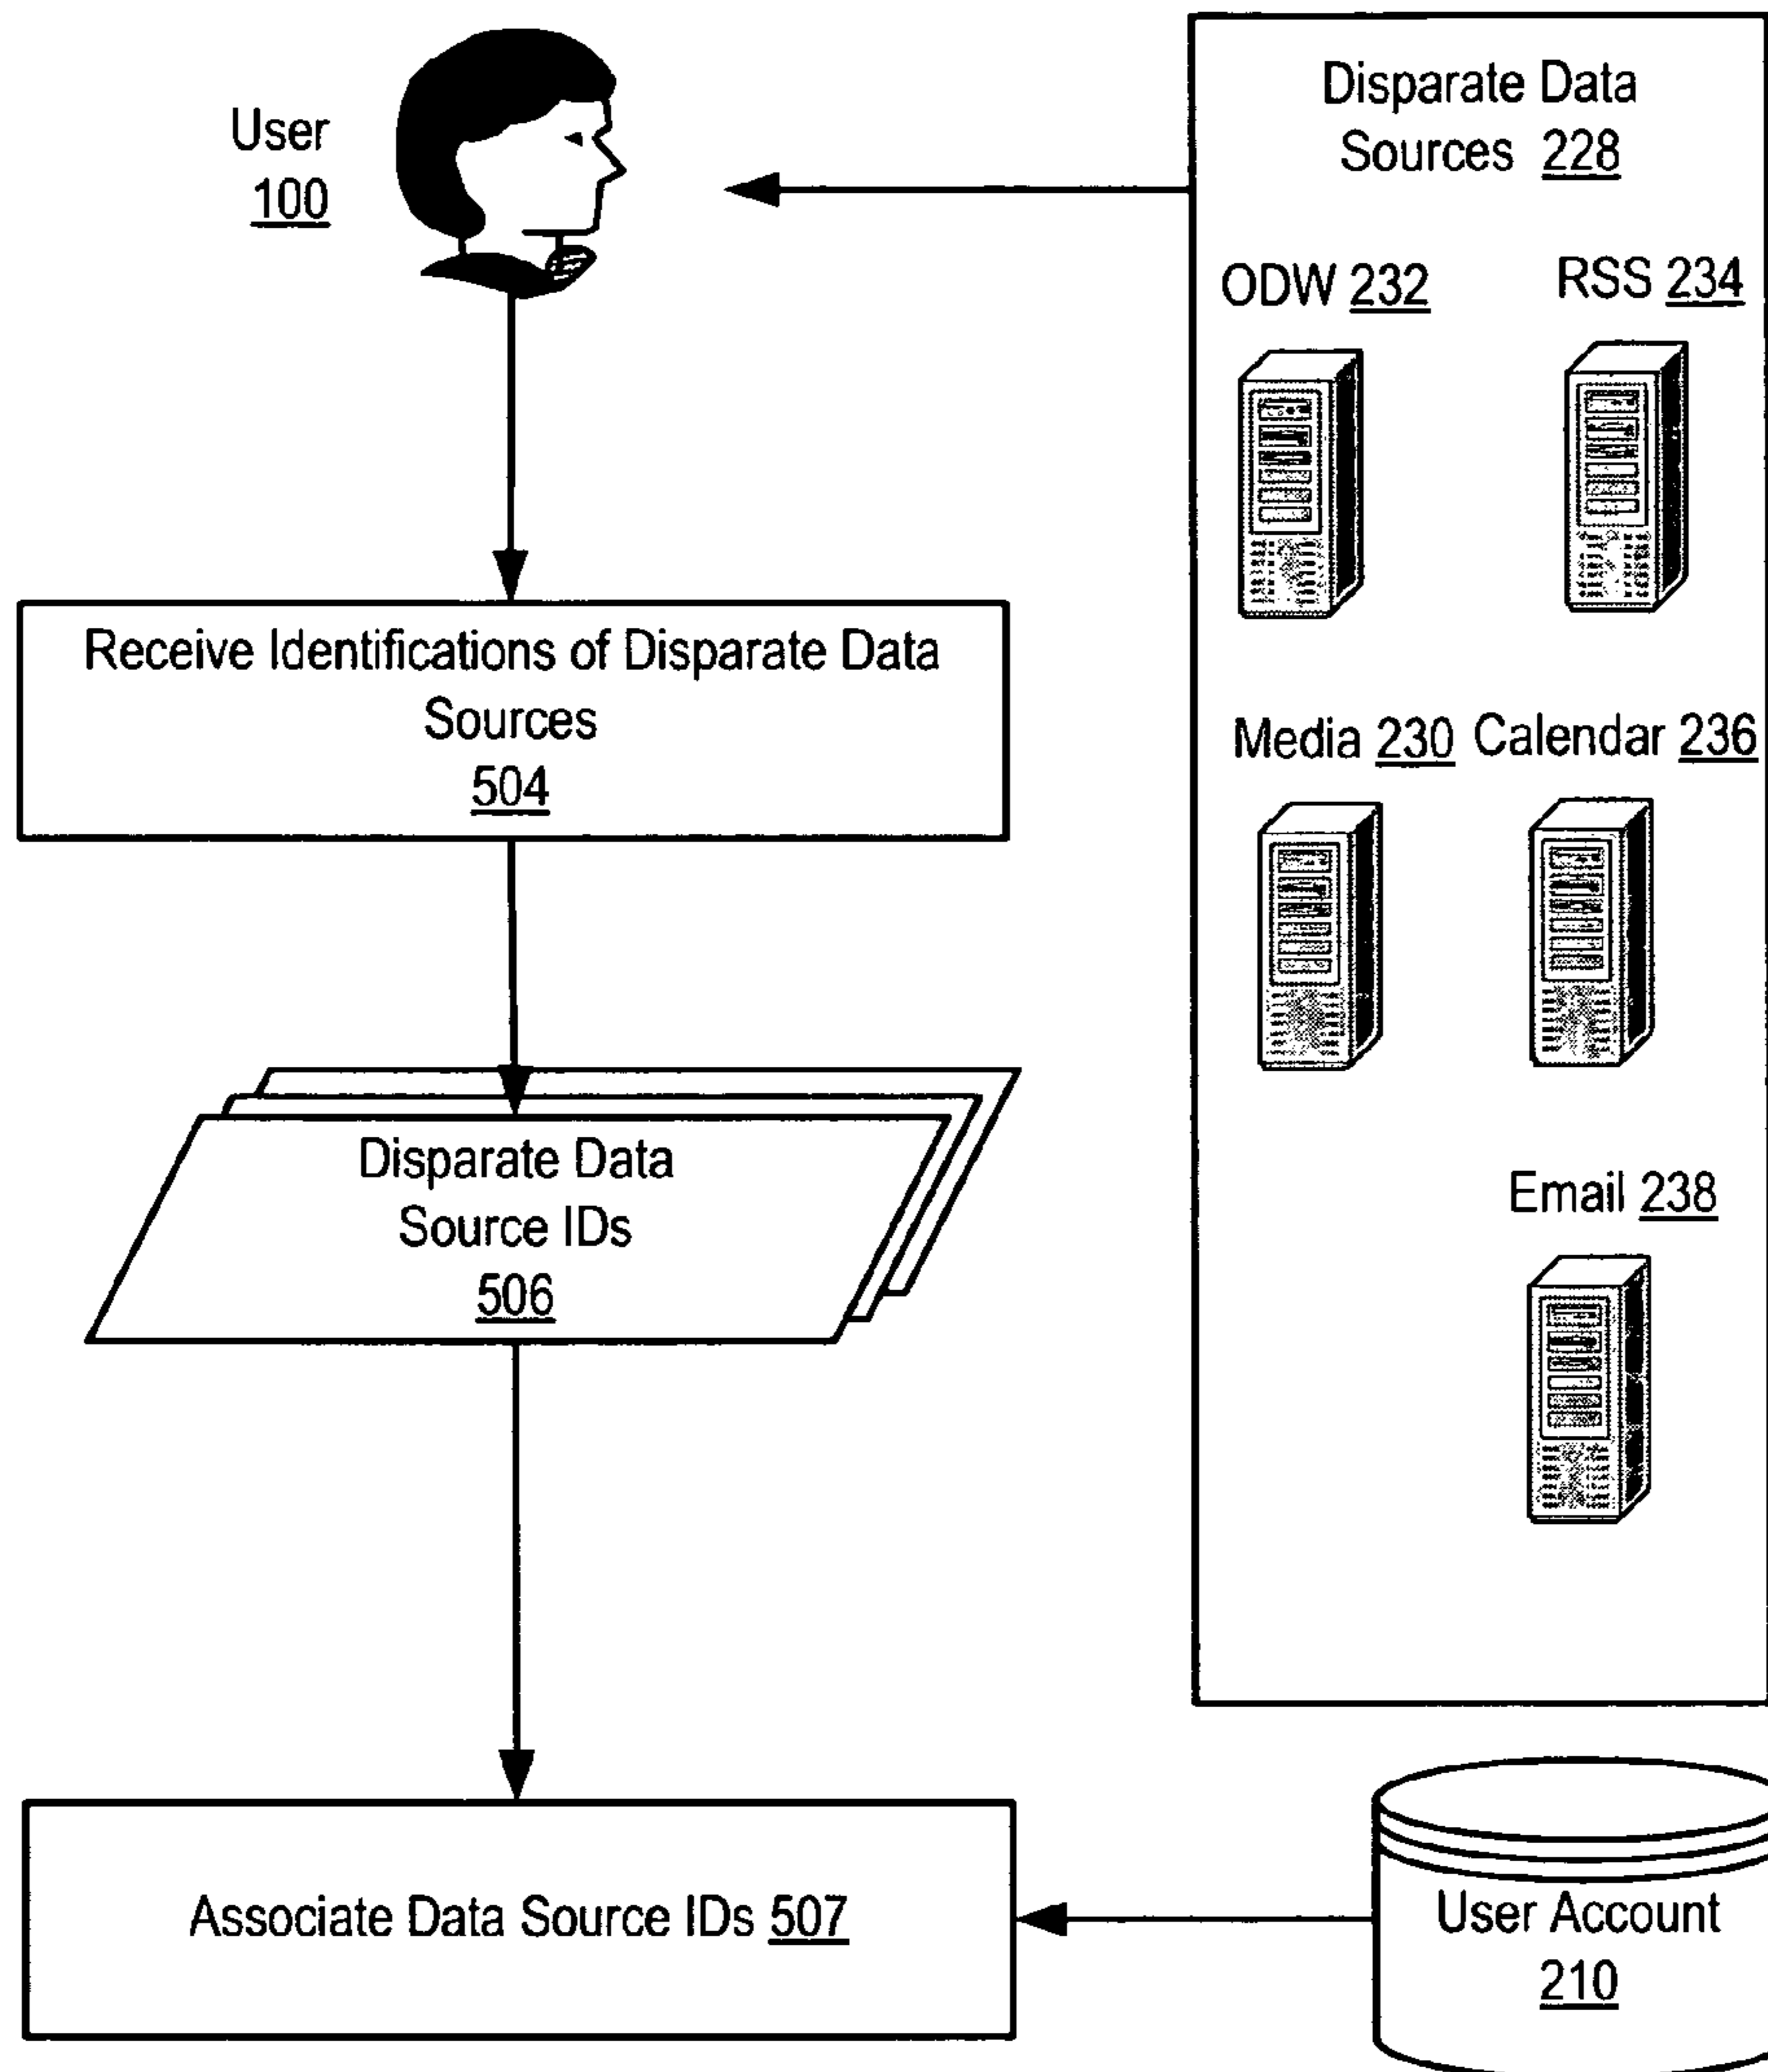 User
100
Disparate Data
Sources 228
ODW 232
RSS 234
Receive Identifications of Disparate Data
Sources
504
Media 230
Calendar 236
Disparate Data
Source IDs
506
Email 238
Associate Data Source IDs 507
User Account
210